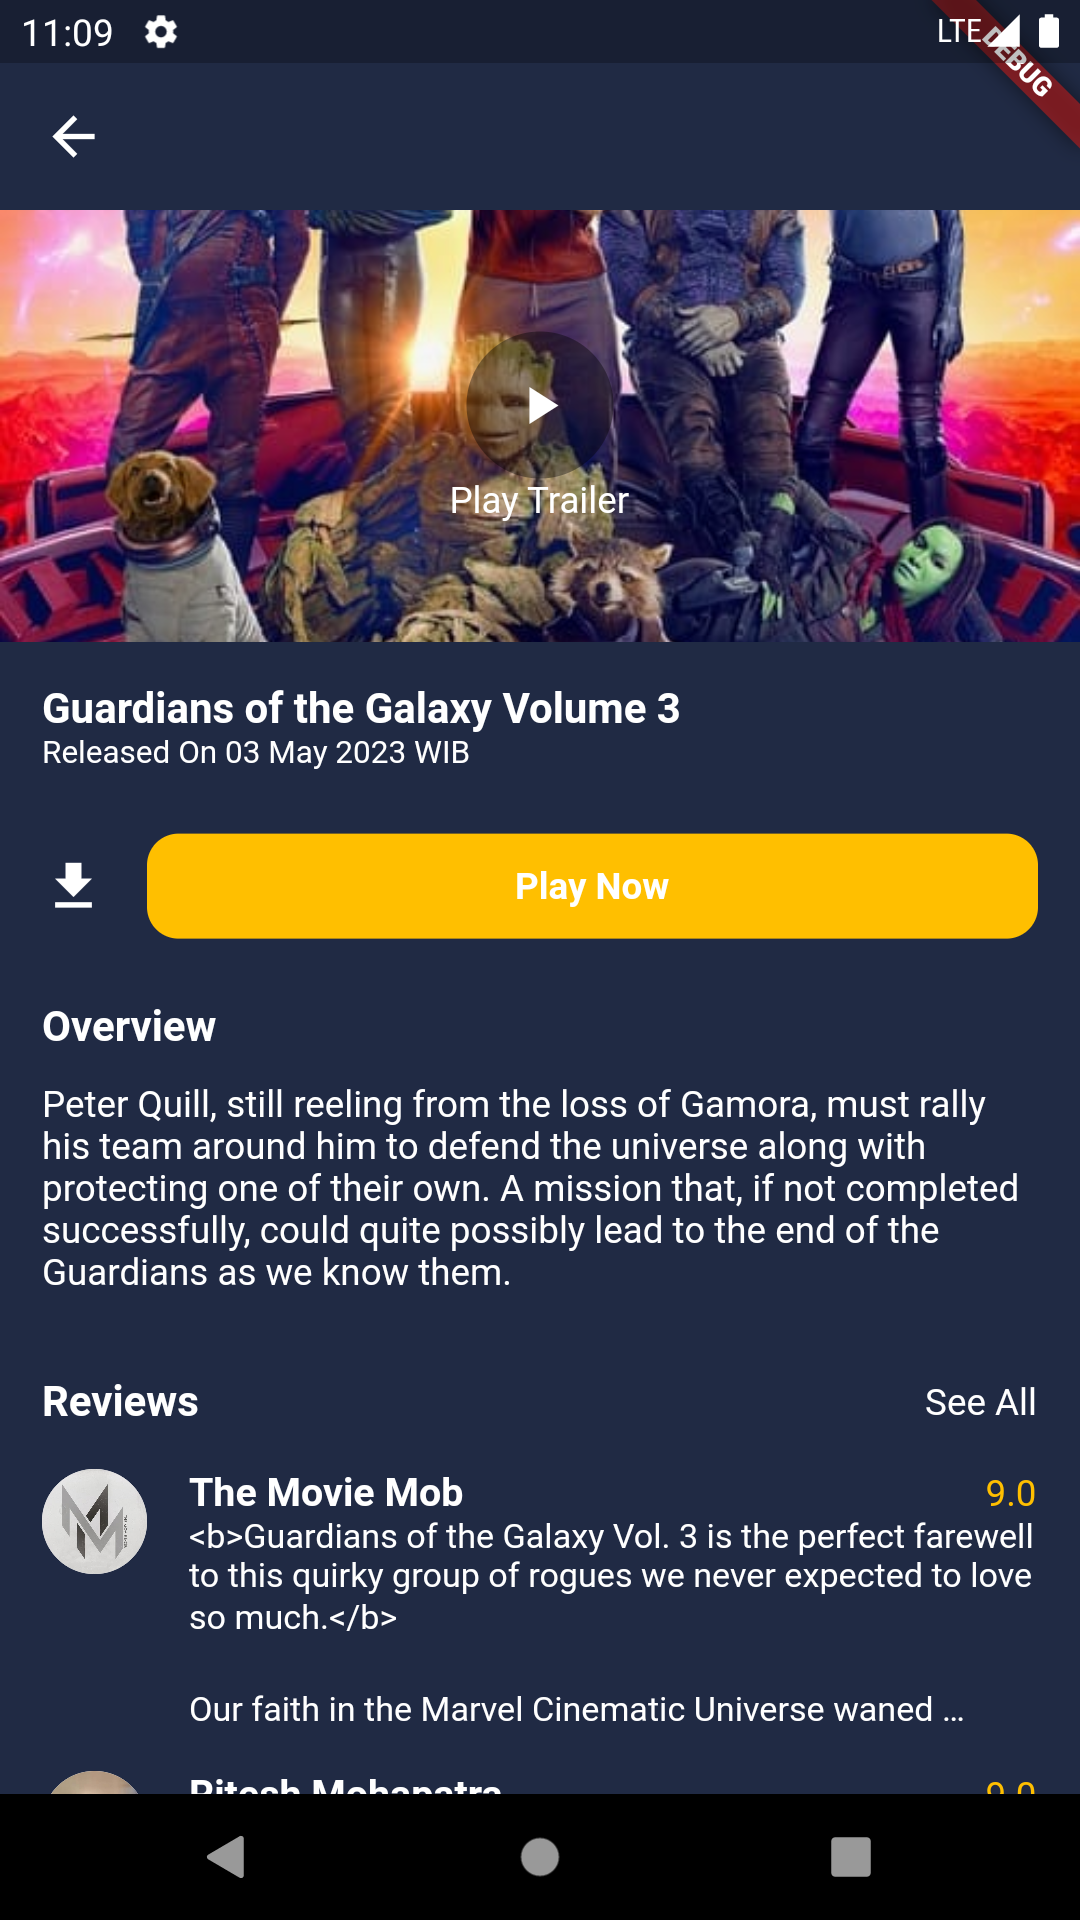 11:09
LTE
DEBUG
Play Trailer
Guardians of the Galaxy Volume 3
Released On 03 May 2023 WIB
Play Now
Overview
Peter Quill, still reeling from the loss of Gamora, must rally
his team around him to defend the universe along with
protecting one of their own. A mission that, if not completed
successfully, could quite possibly lead to the end of the
Guardians as we know them.
Reviews
See All
The Movie Mob
9.0
<b>Guardians of the Galaxy Vol. 3 is the perfect farewell
to this quirky group of rogues we never expected to love
so much.</b>
Our faith in the Marvel Cinematic Universe waned …
Ritesh Mohapatra
9.0